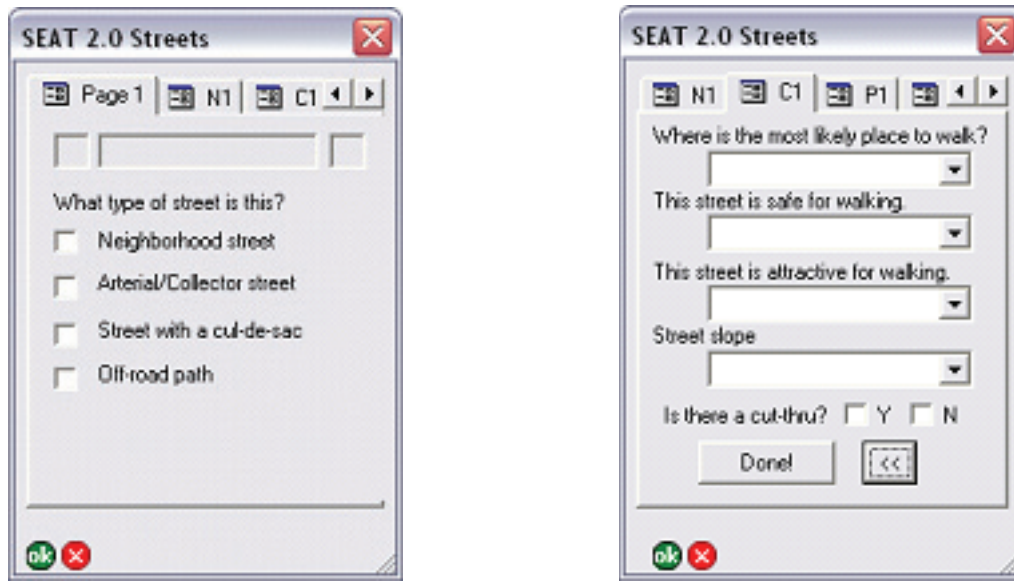 SEAT 2.0 Streets
Page 1 N1 C1
What type of street is this?
Neighborhood street
Arterial/Collector street
Street with a cul-de-sac
Off-road path
ok
SEAT 2.0 Streets
N1 C1 P1
Where is the most likely place to walk?
This street is safe for walking.
This street is attractive for walking.
Street slope
Is there a cut-thru? Y N
Done! <<
ok